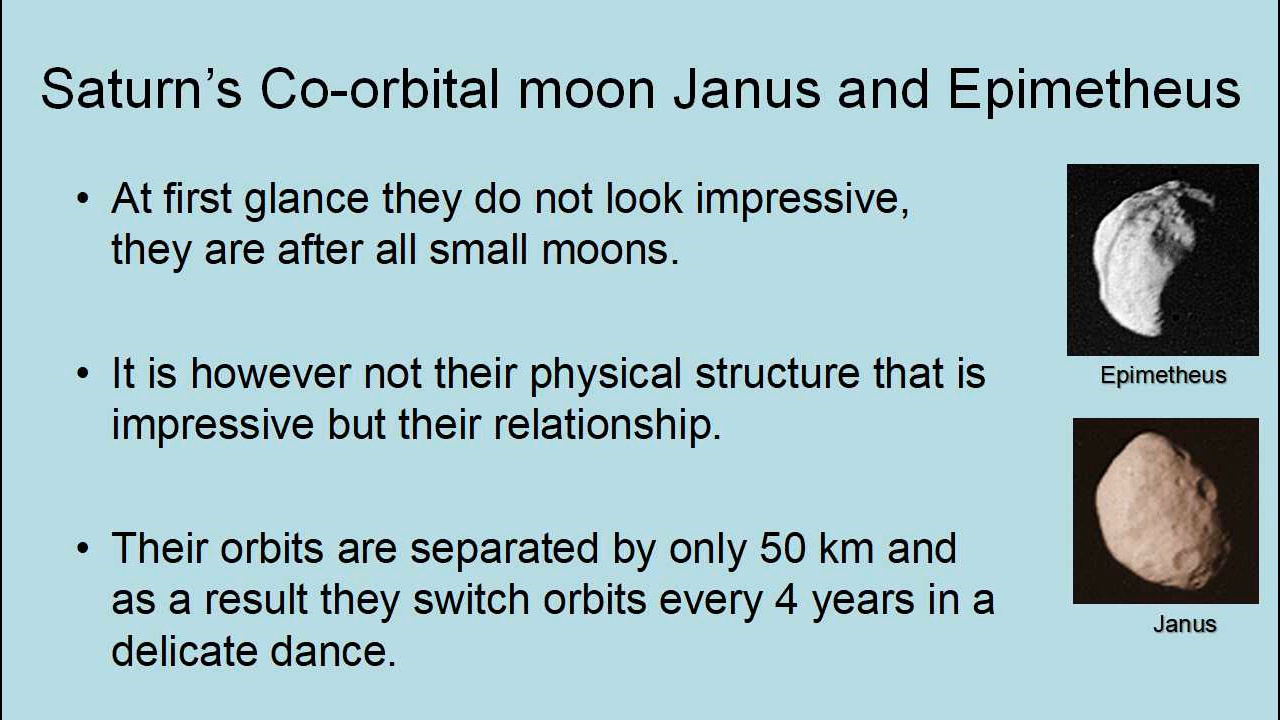 Saturn’s Co-orbital moon Janus and Epimetheus
• At first glance they do not look impressive,
they are after all small moons.
• It is however not their physical structure that is
impressive but their relationship.
• Their orbits are separated by only 50 km and
as a result they switch orbits every 4 years in a
delicate dance.
Epimetheus
Janus